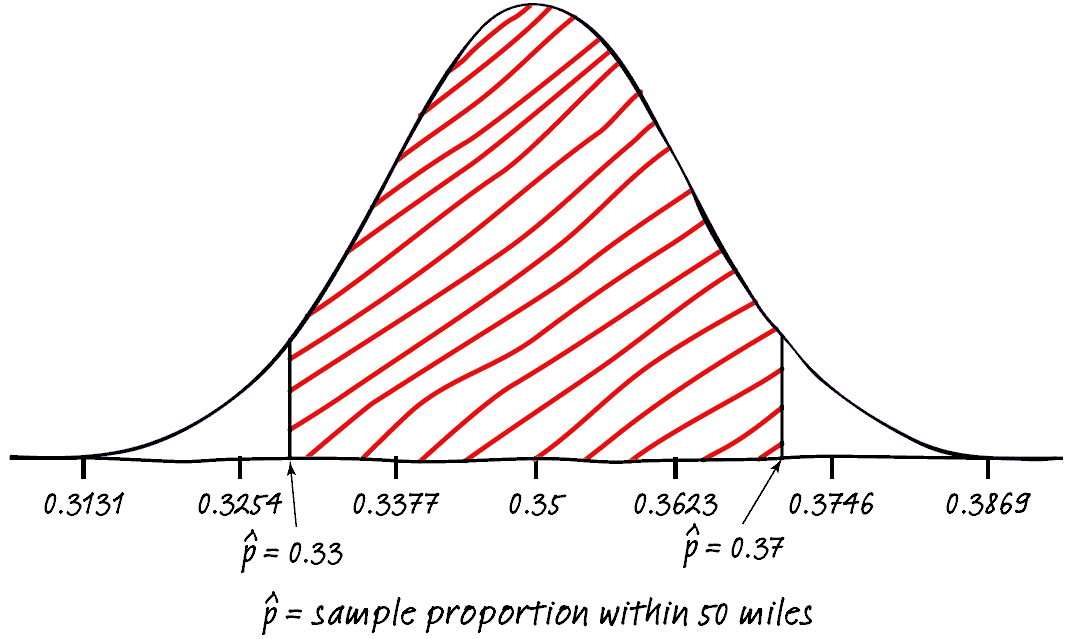 0.3131 0.3254 0.3377 0.35 0.3623 0.3746 0.3869
p̂ = 0.33
p̂ = 0.37
p̂ = sample proportion within 50 miles